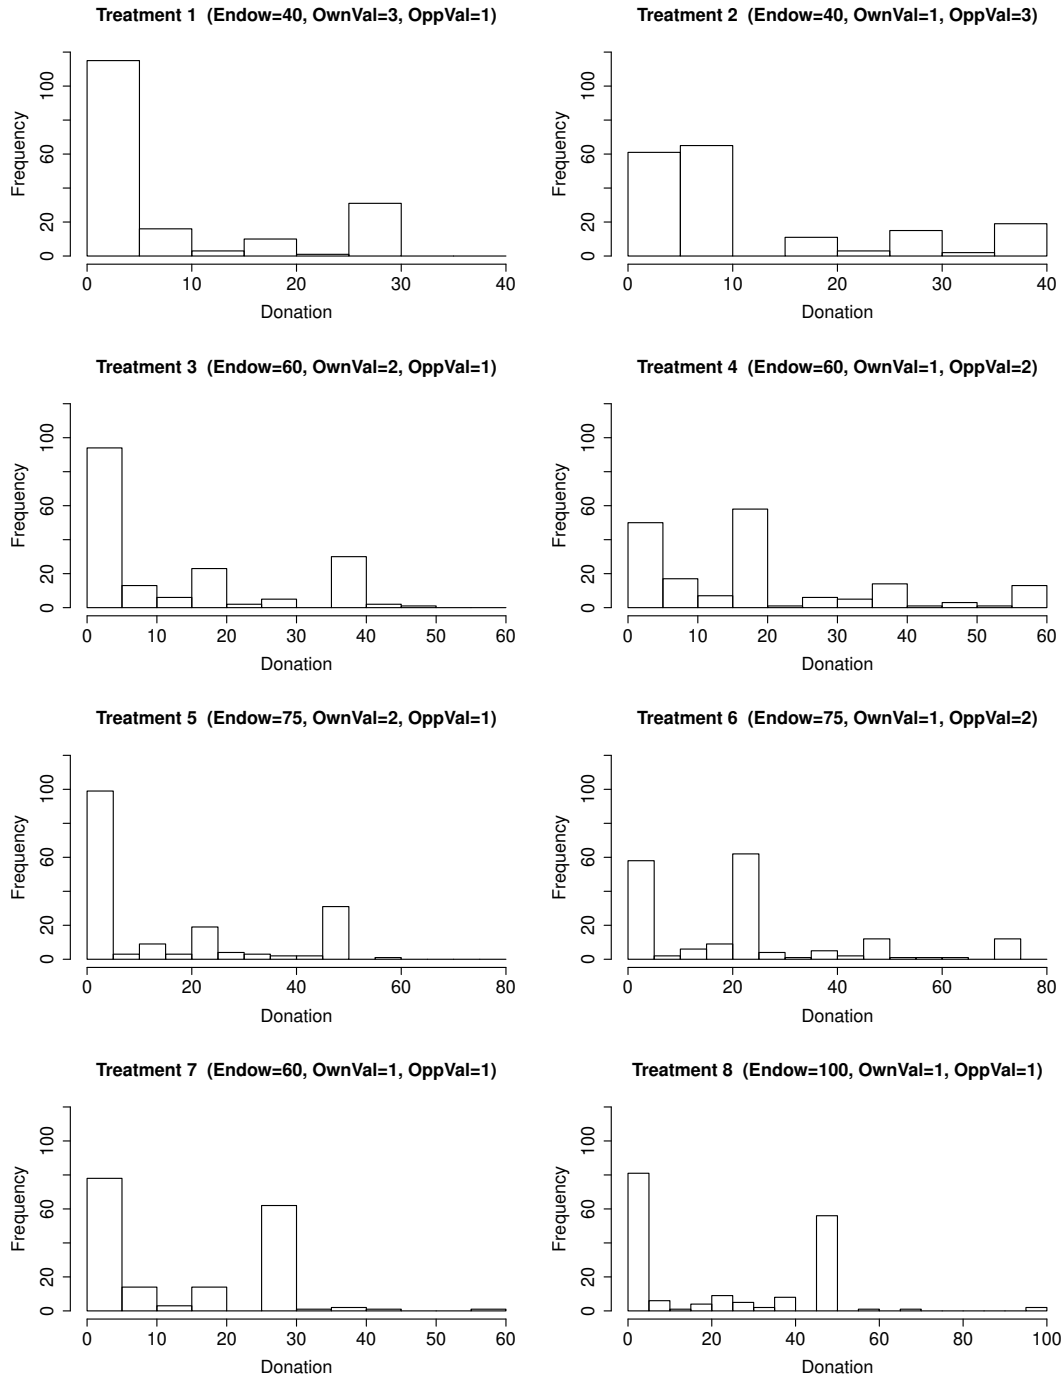 Treatment 1 (Endow=40, OwnVal=3, OppVal=1)
Frequency
0 20 60 100
0 10 20 30 40
Donation
Treatment 2 (Endow=40, OwnVal=1, OppVal=3)
Frequency
0 20 60 100
0 10 20 30 40
Donation
Treatment 3 (Endow=60, OwnVal=2, OppVal=1)
Frequency
0 20 60 100
0 10 20 30 40 50 60
Donation
Treatment 4 (Endow=60, OwnVal=1, OppVal=2)
Frequency
0 20 60 100
0 10 20 30 40 50 60
Donation
Treatment 5 (Endow=75, OwnVal=2, OppVal=1)
Frequency
0 20 60 100
0 20 40 60 80
Donation
Treatment 6 (Endow=75, OwnVal=1, OppVal=2)
Frequency
0 20 60 100
0 20 40 60 80
Donation
Treatment 7 (Endow=60, OwnVal=1, OppVal=1)
Frequency
0 20 60 100
0 10 20 30 40 50 60
Donation
Treatment 8 (Endow=100, OwnVal=1, OppVal=1)
Frequency
0 20 60 100
0 20 40 60 80 100
Donation